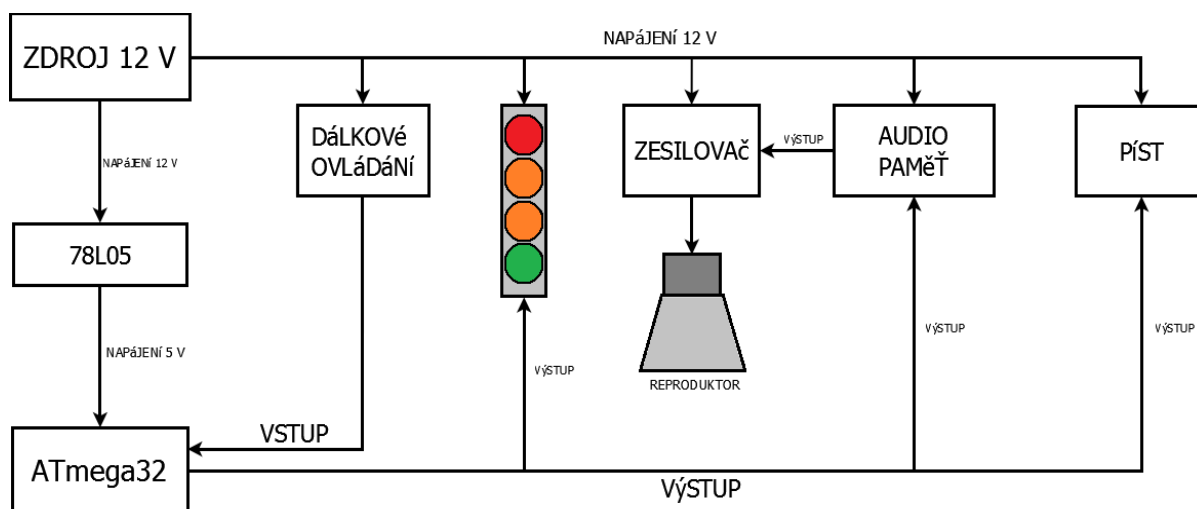 ZDROJ 12 V
NAPáJENí 12 V
DáLKOVé
OVLáDáNí
ZESILOVAč
VýSTUP
AUDIO
PAMěŤ
PíST
NAPáJENí 12 V
78L05
NAPáJENí 5 V
VýSTUP
REPRODUKTOR
VýSTUP
VýSTUP
VSTUP
ATmega32
VýSTUP